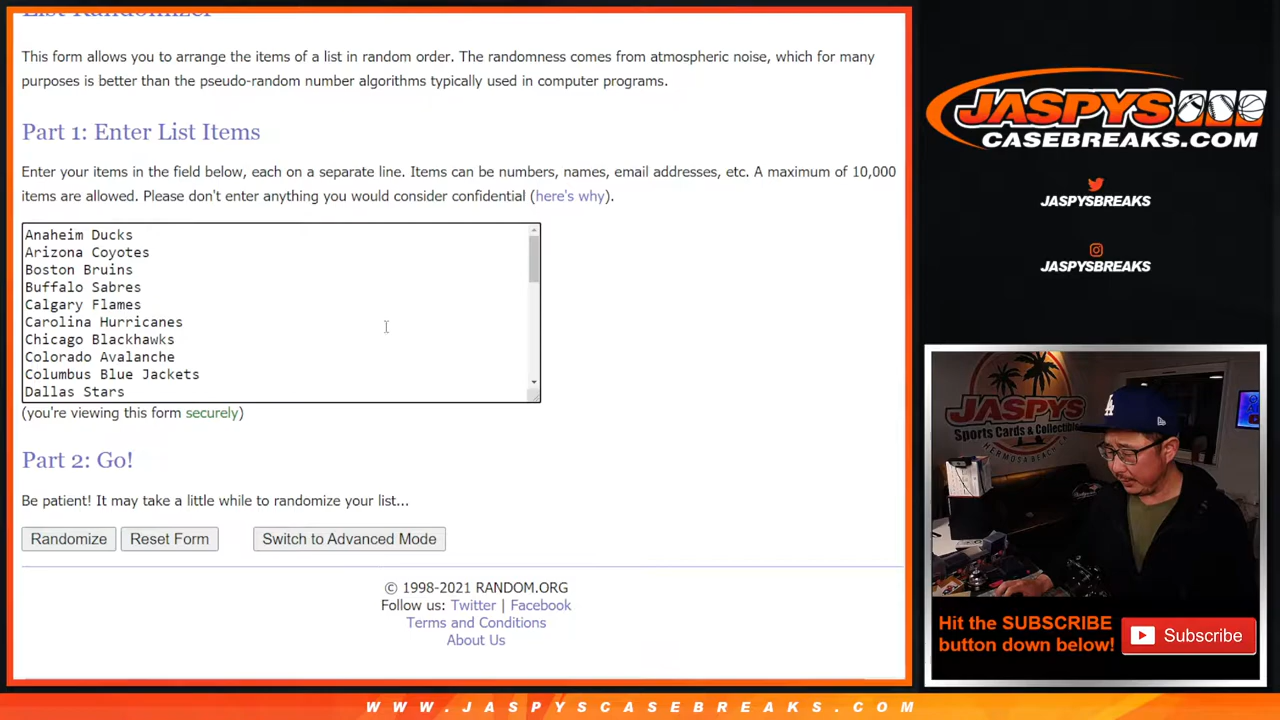 List Randomizer
This form allows you to arrange the items of a list in random order. The randomness comes from atmospheric noise, which for many
purposes is better than the pseudo-random number algorithms typically used in computer programs.
Part 1: Enter List Items
Enter your items in the field below, each on a separate line. Items can be numbers, names, email addresses, etc. A maximum of 10,000
items are allowed. Please don't enter anything you would consider confidential (here's why).
Anaheim Ducks
Arizona Coyotes
Boston Bruins
Buffalo Sabres
Calgary Flames
Carolina Hurricanes
Chicago Blackhawks
Colorado Avalanche
Columbus Blue Jackets
Dallas Stars
(you're viewing this form securely)
Part 2: Go!
Be patient! It may take a little while to randomize your list...
Randomize
Reset Form
Switch to Advanced Mode
© 1998-2021 RANDOM.ORG
Follow us: Twitter | Facebook
Terms and Conditions
About Us
JASPYS
CASEBREAKS.COM
JASPYSBREAKS
JASPYSBREAKS
JASPYS
Sports Cards & Collectibles
HERMOSA BEACH, CA
LA
Hit the SUBSCRIBE
button down below!
Subscribe
WWW.JASPYSCASEBREAKS.COM